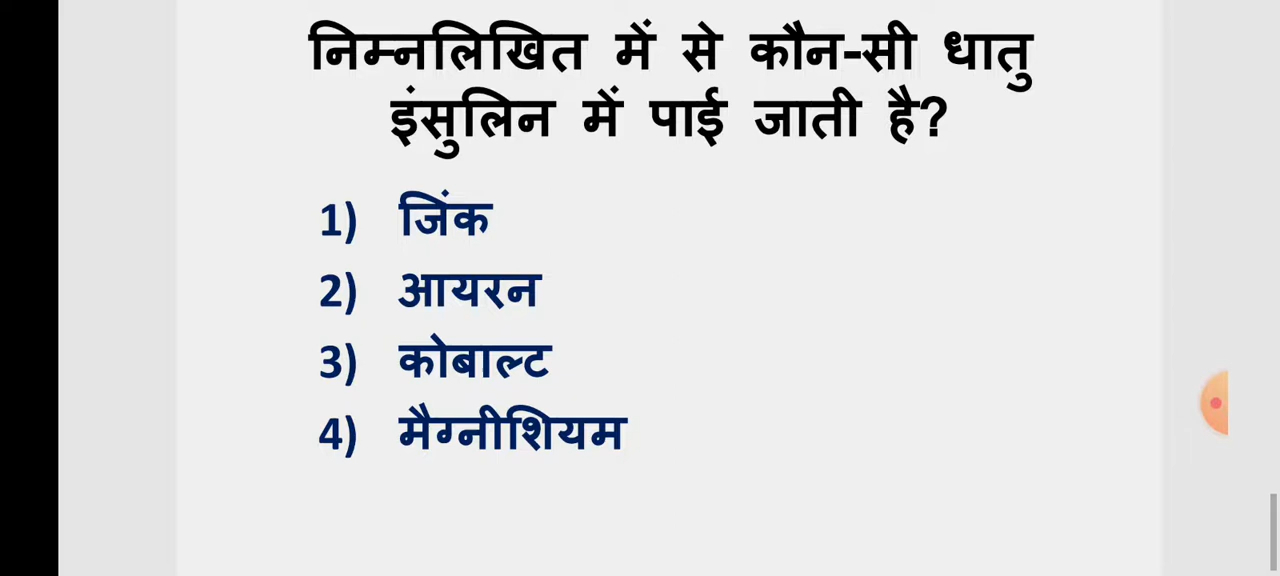 निम्नलिखित में से कौन-सी धातु
इंसुलिन में पाई जाती है?
1) जिंक
2) आयरन
3) कोबाल्ट
4) मैग्नीशियम